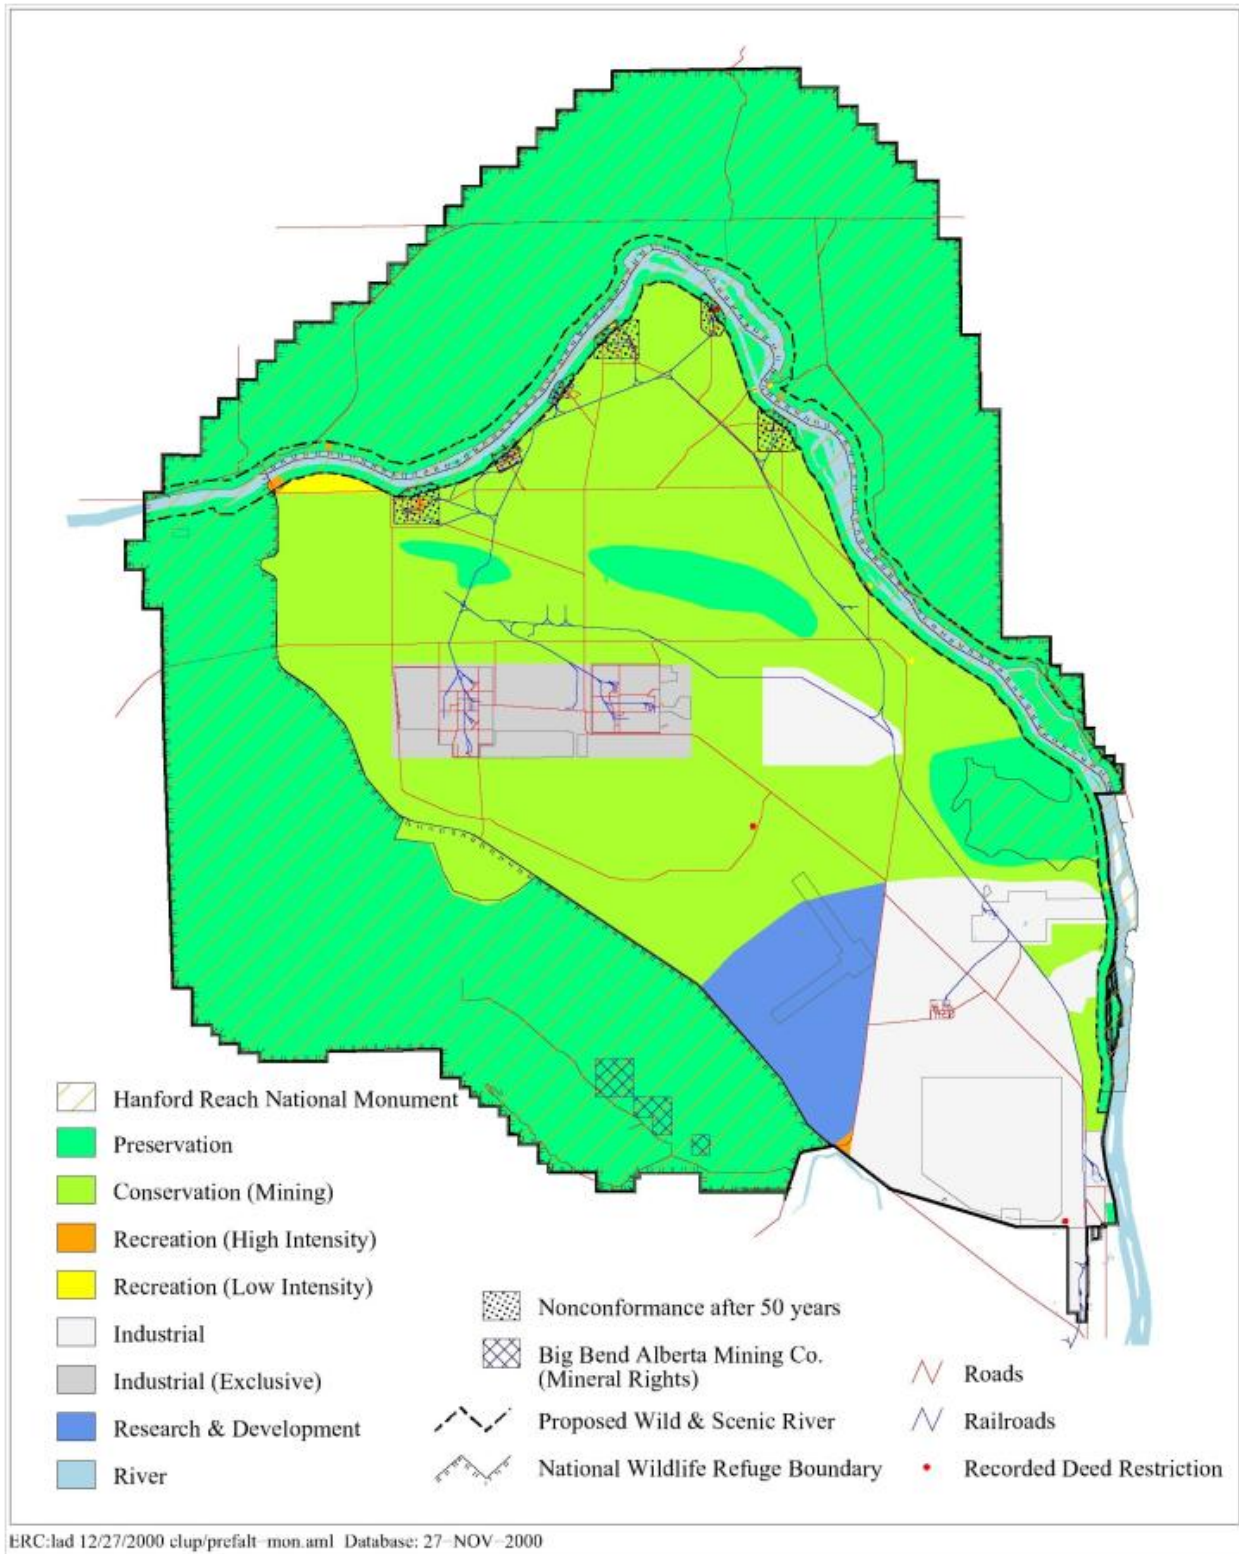 Hanford Reach National Monument
Preservation
Conservation (Mining)
Recreation (High Intensity)
Recreation (Low Intensity)
Industrial
Industrial (Exclusive)
Research & Development
River
Nonconformance after 50 years
Big Bend Alberta Mining Co.
(Mineral Rights)
Proposed Wild & Scenic River
National Wildlife Refuge Boundary
Roads
Railroads
Recorded Deed Restriction
ERC:lad 12/27/2000 clup/prefalt-mon.aml Database: 27-NOV-2000